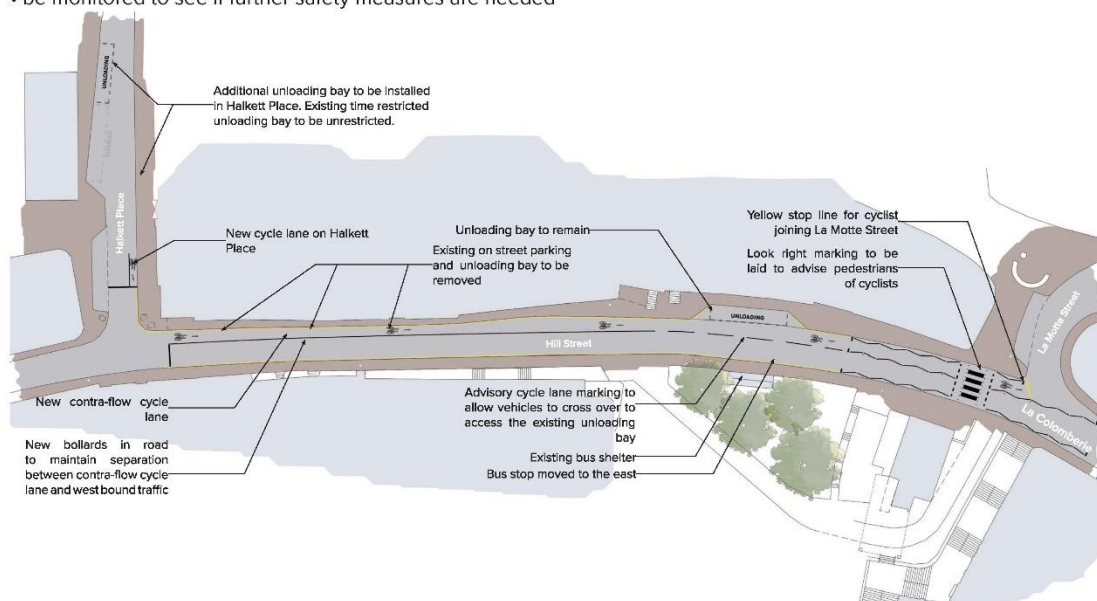 • be monitored to see if further safety measures are needed
UNLOADING
Additional unloading bay to be installed
in Halkett Place. Existing time restricted
unloading bay to be unrestricted.
Halkett Place
New cycle lane on Halkett
Place
Unloading bay to remain
Existing on street parking
and unloading bay to be
removed
Yellow stop line for cyclist
joining La Motte Street
Look right marking to be
laid to advise pedestrians
of cyclists
La Motte Street
UNLOADING
Hill Street
La Colomberie
New contra-flow cycle
lane
New bollards in road
to maintain separation
between contra-flow cycle
lane and west bound traffic
Advisory cycle lane marking to
allow vehicles to cross over to
access the existing unloading
bay
Existing bus shelter
Bus stop moved to the east